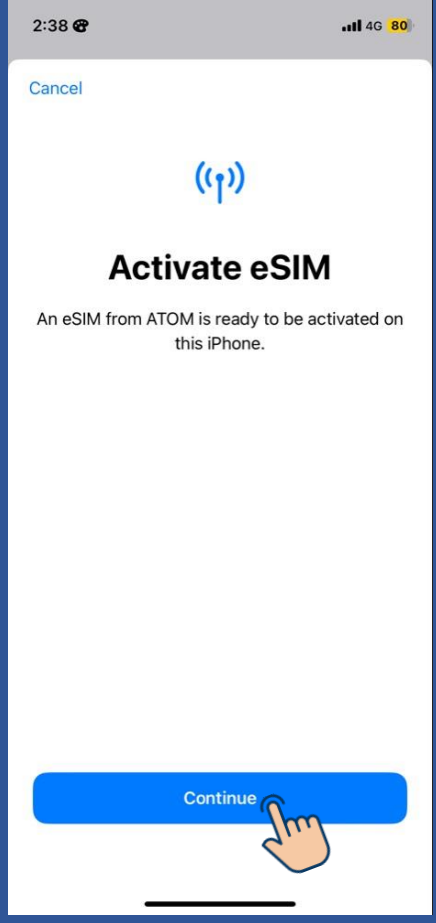 2:38 4G 80
Cancel
Activate eSIM
An eSIM from ATOM is ready to be activated on
this iPhone.
Continue